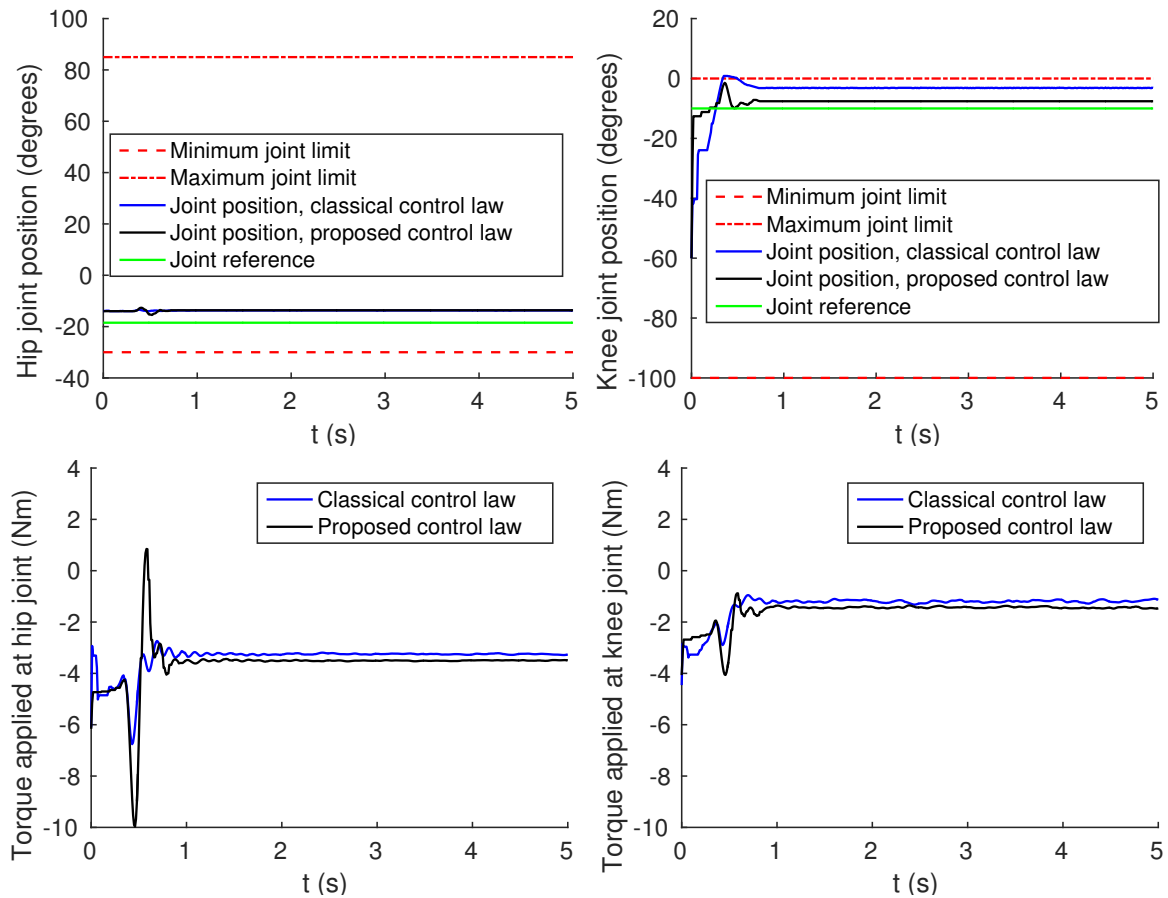 Hip joint position (degrees)
100
80
60
40
20
0
-20
-40
Minimum joint limit
Maximum joint limit
Joint position, classical control law
Joint position, proposed control law
Joint reference
0 1 2 3 4 5
t (s)
Knee joint position (degrees)
20
0
-20
-40
-60
-80
-100
Minimum joint limit
Maximum joint limit
Joint position, classical control law
Joint position, proposed control law
Joint reference
0 1 2 3 4 5
t (s)
Torque applied at hip joint (Nm)
4
2
0
-2
-4
-6
-8
-10
Classical control law
Proposed control law
0 1 2 3 4 5
t (s)
Torque applied at knee joint (Nm)
4
2
0
-2
-4
-6
-8
-10
Classical control law
Proposed control law
0 1 2 3 4 5
t (s)